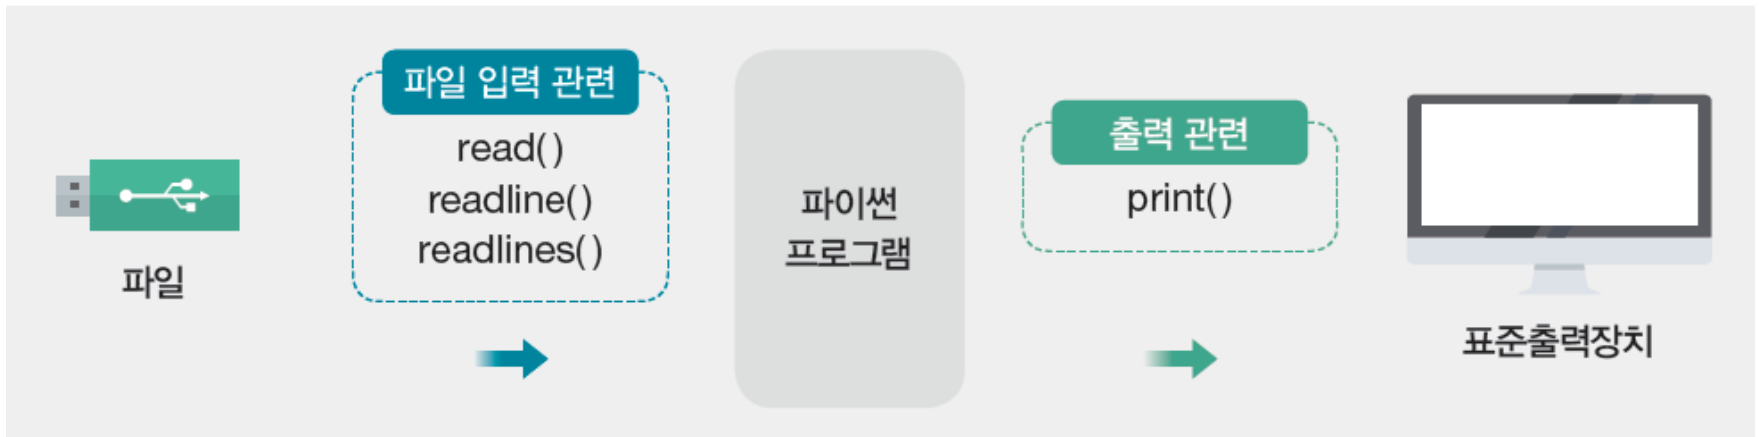 파일
파일 입력 관련
read()
readline()
readlines()
파이썬
프로그램
출력 관련
print()
표준출력장치